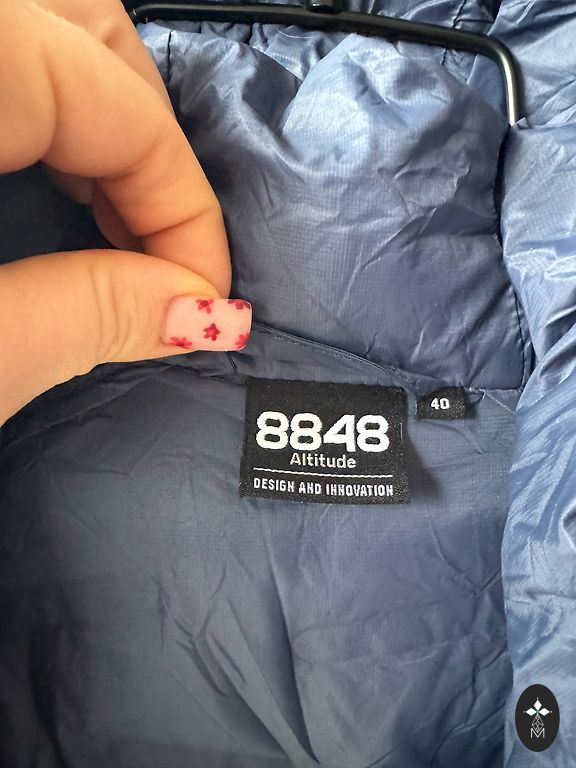 8848
40
Altitude
DESIGN AND INNOVATION
M